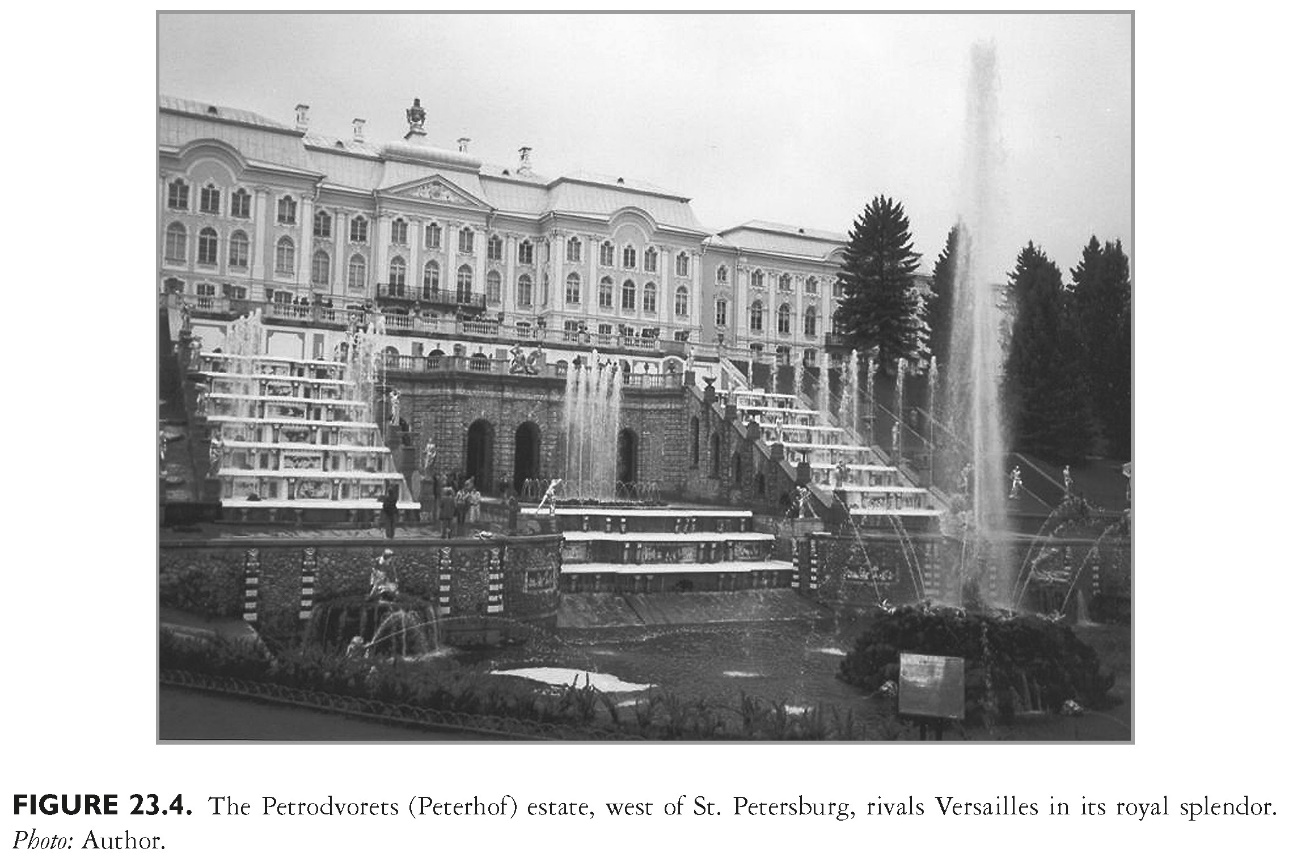 FIGURE 23.4. The Petrodvorets (Peterhof) estate, west of St. Petersburg, rivals Versailles in its royal splendor.
Photo: Author.